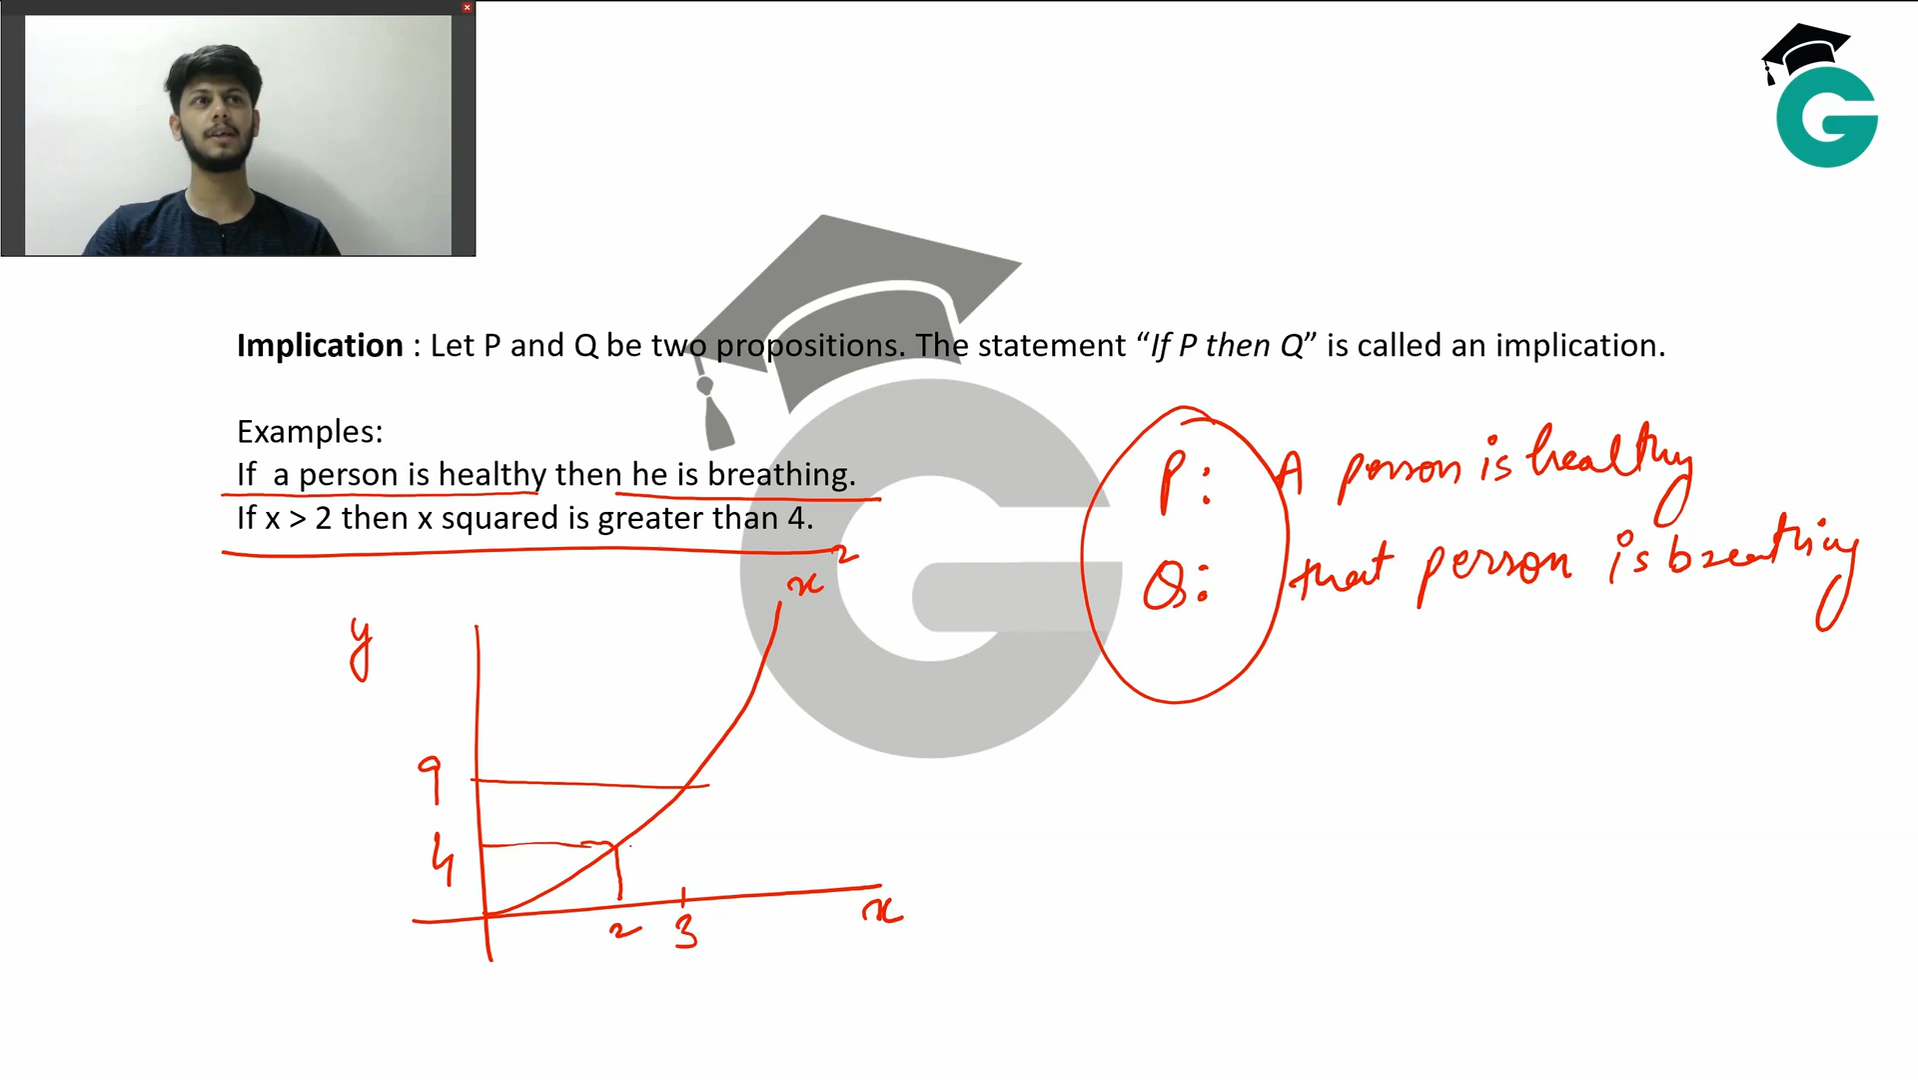 Implication : Let P and Q be two propositions. The statement “If P then Q” is called an implication.
Examples:
If a person is healthy then he is breathing.
If x > 2 then x squared is greater than 4.
P: A person is healthy
Q: that person is breathing
x²
y
9
4
2 3
x
G